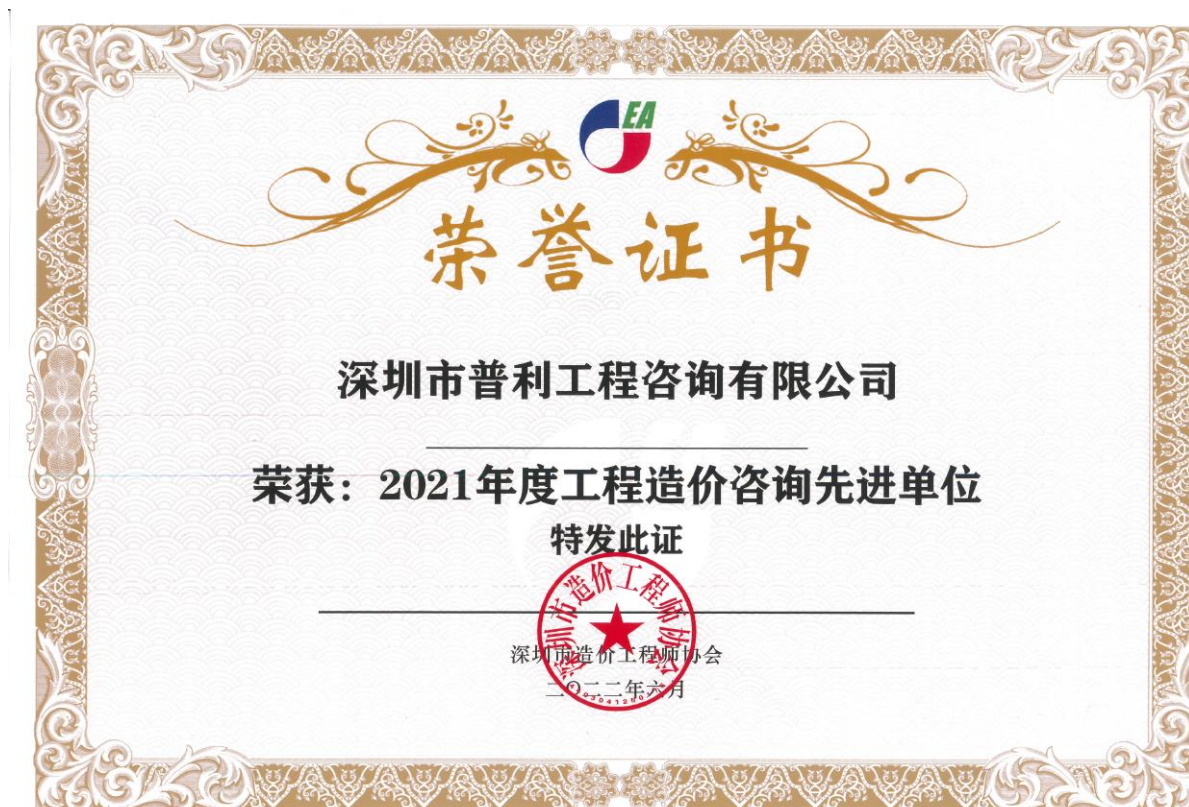 EA
荣誉证书
深圳市普利工程咨询有限公司
荣获：2021年度工程造价咨询先进单位
特发此证
深圳市造价工程师协会
深圳市造价工程师协会
二〇二二年六月